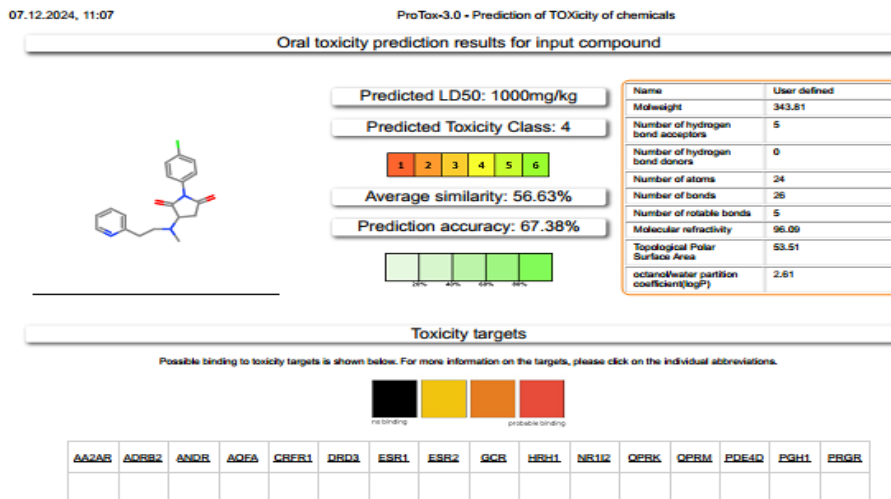 07.12.2024, 11:07
ProTox-3.0 - Prediction of TOXicity of chemicals
Oral toxicity prediction results for input compound
Predicted LD50: 1000mg/kg
Predicted Toxicity Class: 4
1 2 3 4 5 6
Average similarity: 56.63%
Prediction accuracy: 67.38%
20% 40% 60% 80%
Name User defined
Molweight 343.81
Number of hydrogen
bond acceptors 5
Number of hydrogen
bond donors 0
Number of atoms 24
Number of bonds 26
Number of rotable bonds 5
Molecular refractivity 96.09
Topological Polar
Surface Area 53.51
octanol/water partition
coefficient(logP) 2.61
Toxicity targets
Possible binding to toxicity targets is shown below. For more information on the targets, please click on the individual abbreviations.
no binding probable binding
AA2AR ADRB2 ANDR AOFA CRFR1 DRD3 ESR1 ESR2 GCR HRH1 NR1I2 OPRK OPRM PDE4D PGH1 PRGR